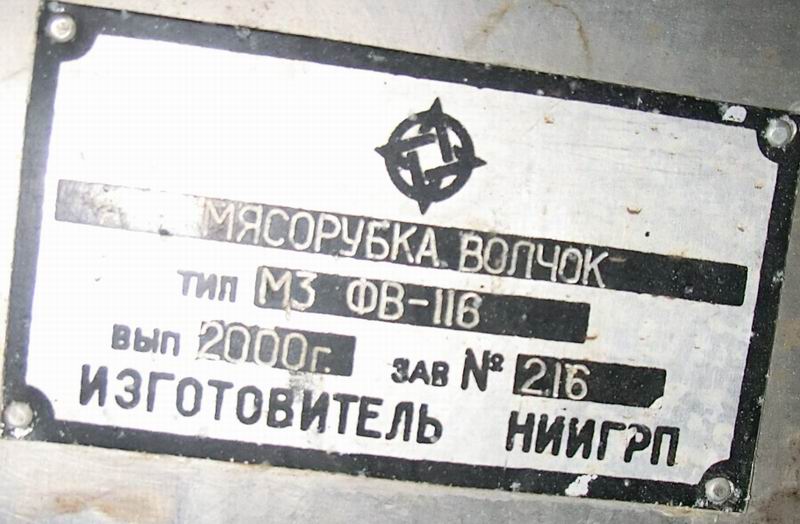 МЯСОРУБКА ВОЛЧОК
ТИП МЗ ФВ-116
ВЫП 2000г. ЗАВ № 216
ИЗГОТОВИТЕЛЬ НИИГРП